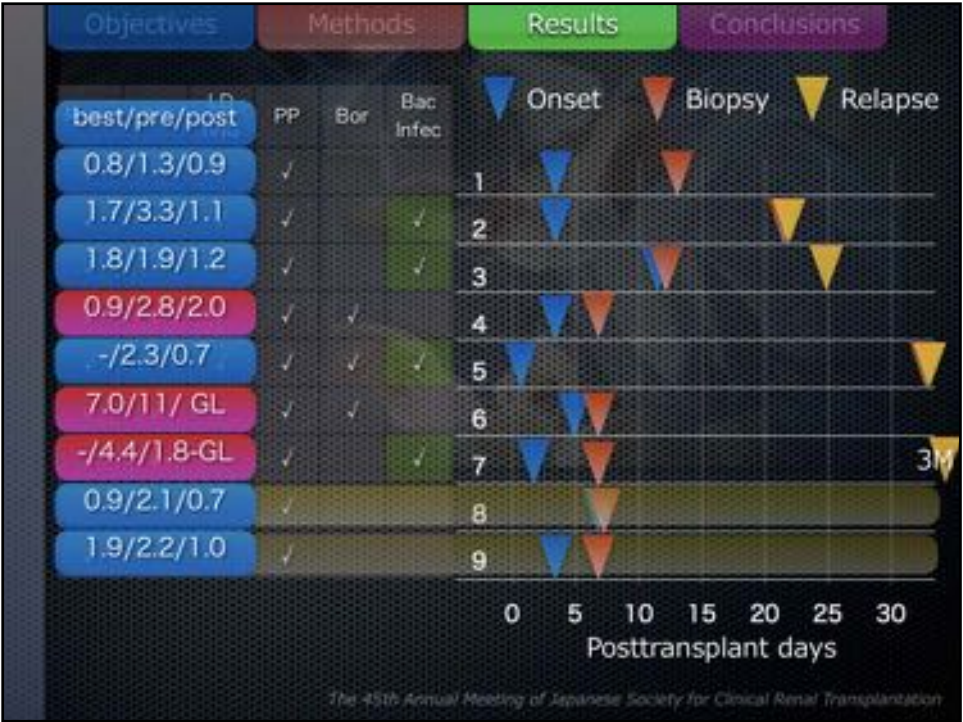 Objectives Methods Results Conclusions
Onset Biopsy Relapse
best/pre/post PP Bor Bac Infec
0.8/1.3/0.9 ✓ 1
1.7/3.3/1.1 ✓ ✓ 2
1.8/1.9/1.2 ✓ ✓ 3
0.9/2.8/2.0 ✓ ✓ 4
-/2.3/0.7 ✓ ✓ ✓ 5
7.0/11/ GL ✓ ✓ 6
-/4.4/1.8-GL ✓ ✓ 7 3M
0.9/2.1/0.7 ✓ 8
1.9/2.2/1.0 ✓ 9
0 5 10 15 20 25 30
Posttransplant days
The 45th Annual Meeting of Japanese Society for Clinical Renal Transplantation